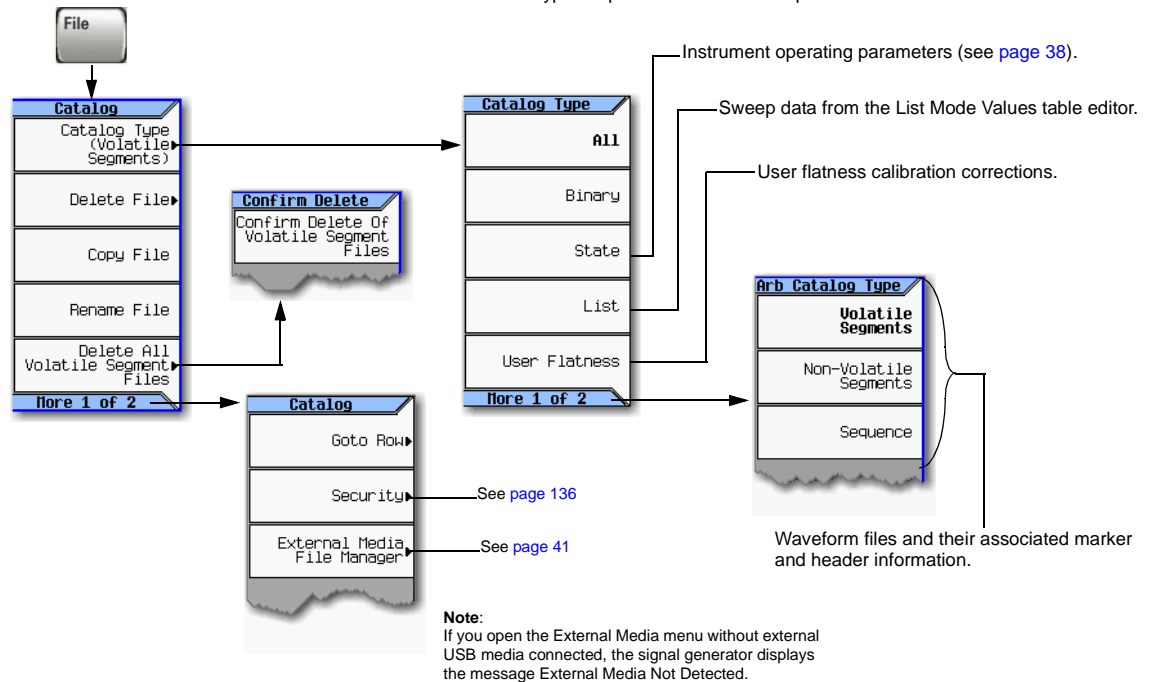 File
Catalog
Catalog Type
(Volatile
Segments)
Delete File
Copy File
Rename File
Delete All
Volatile Segment
Files
More 1 of 2
Confirm Delete
Confirm Delete Of
Volatile Segment
Files
Catalog
Goto Row
Security
External Media
File Manager
See page 136
See page 41
Note:
If you open the External Media menu without external
USB media connected, the signal generator displays
the message External Media Not Detected.
Catalog Type
All
Binary
State
List
User Flatness
More 1 of 2
Instrument operating parameters (see page 38).
Sweep data from the List Mode Values table editor.
User flatness calibration corrections.
Arb Catalog Type
Volatile
Segments
Non-Volatile
Segments
Sequence
Waveform files and their associated marker
and header information.